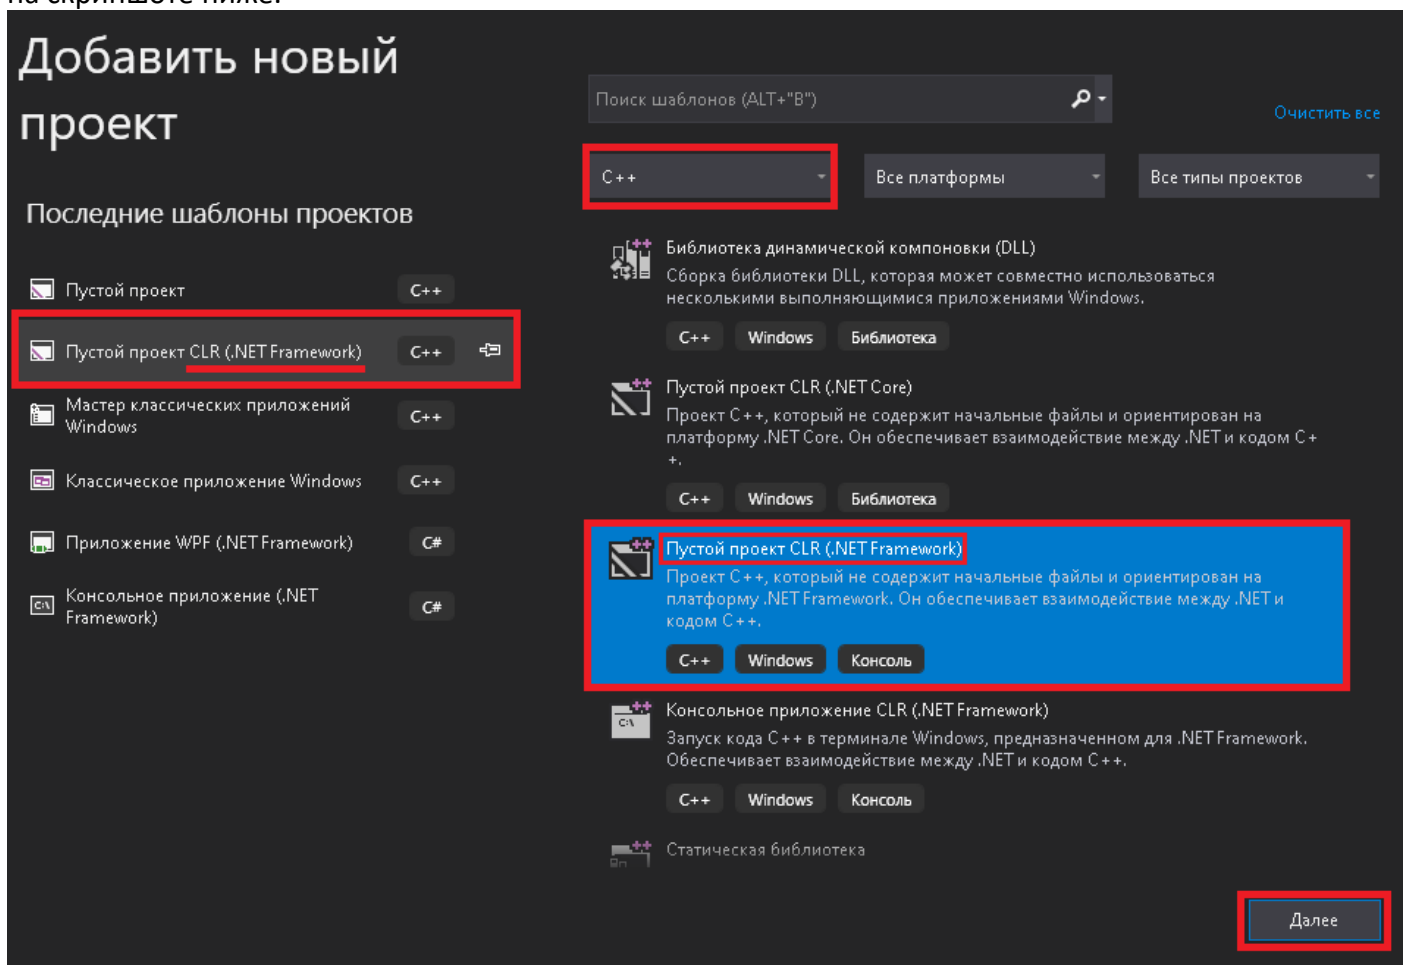 на скриншоте ниже.
Добавить новый
проект
Последние шаблоны проектов
Пустой проект C++
Пустой проект CLR (.NET Framework) C++
Мастер классических приложений
Windows
C++
Классическое приложение Windows C++
Приложение WPF (.NET Framework) C#
Консольное приложение (.NET
Framework)
C#
Поиск шаблонов (ALT+"B")
Очистить все
C++ Все платформы Все типы проектов
Библиотека динамической компоновки (DLL)
Сборка библиотеки DLL, которая может совместно использоваться
несколькими выполняющимися приложениями Windows.
C++ Windows Библиотека
Пустой проект CLR (.NET Core)
Проект C++, который не содержит начальные файлы и ориентирован на
платформу .NET Core. Он обеспечивает взаимодействие между .NET и кодом C+
+.
C++ Windows Библиотека
Пустой проект CLR (.NET Framework)
Проект C++, который не содержит начальные файлы и ориентирован на
платформу .NET Framework. Он обеспечивает взаимодействие между .NET и
кодом C++.
C++ Windows Консоль
Консольное приложение CLR (.NET Framework)
Запуск кода C++ в терминале Windows, предназначенном для .NET Framework.
Обеспечивает взаимодействие между .NET и кодом C++.
C++ Windows Консоль
Статическая библиотека
Далее